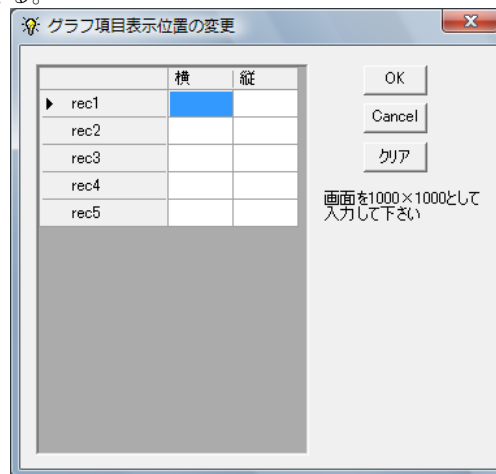 る。
グラフ項目表示位置の変更
横 縦
rec1
rec2
rec3
rec4
rec5
OK
Cancel
クリア
画面を1000×1000として
入力して下さい